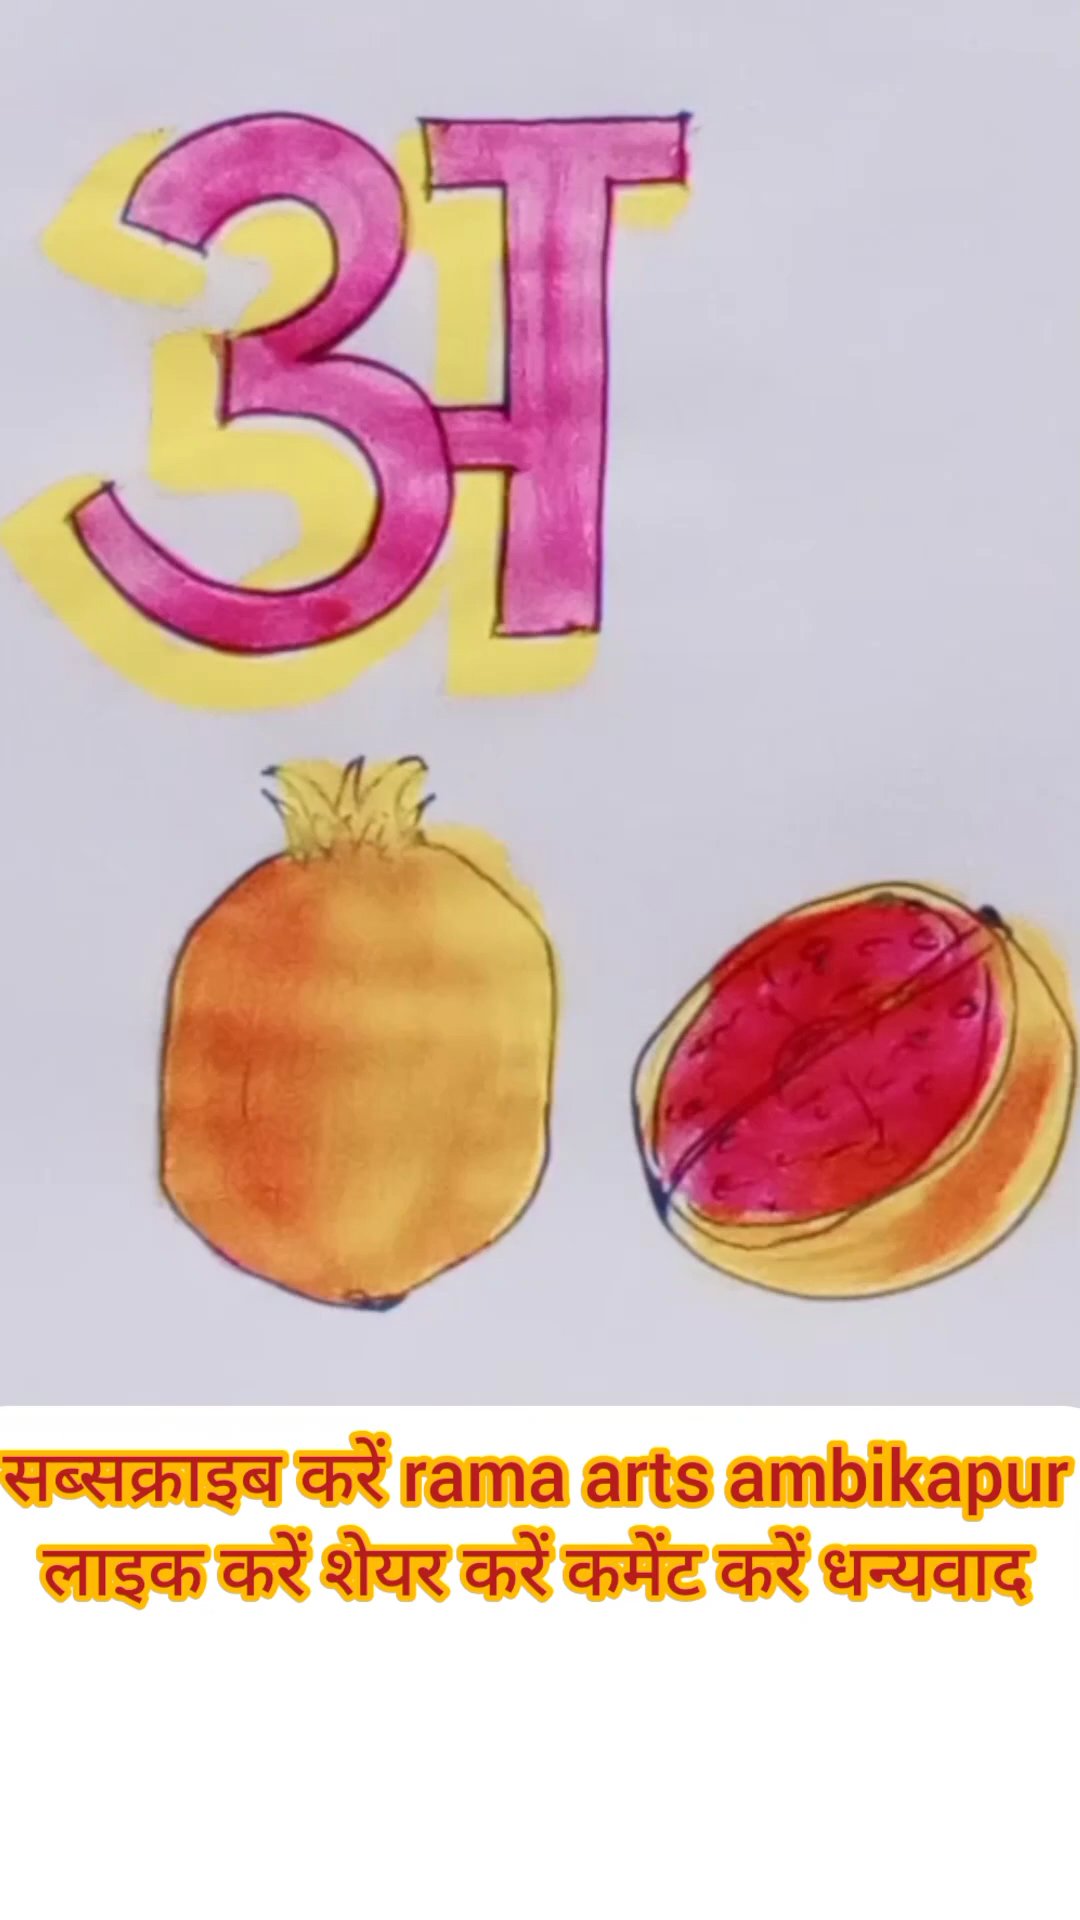 अ
सब्सक्राइब करें rama arts ambikapur
लाइक करें शेयर करें कमेंट करें धन्यवाद